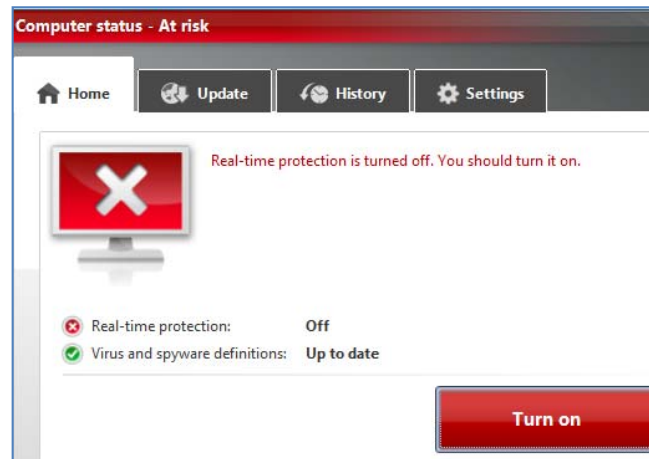 Computer status - At risk
Home Update History Settings
Real-time protection is turned off. You should turn it on.
Real-time protection: Off
Virus and spyware definitions: Up to date
Turn on